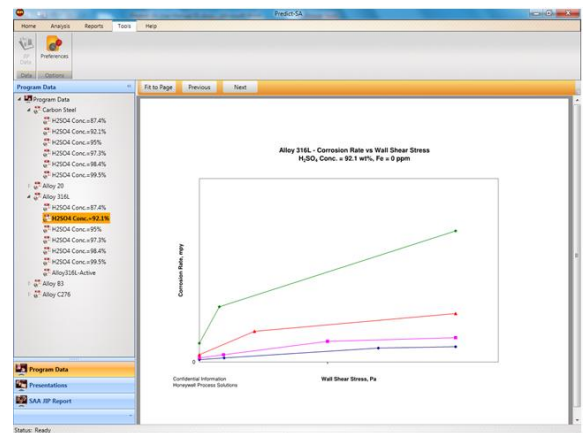 Predict-SA
Home Analysis Reports Tools Help
JIP Data
Preferences
Data Options
Program Data
Fit to Page Previous Next
Program Data
Carbon Steel
H2SO4 Conc.=87.4%
H2SO4 Conc.=92.1%
H2SO4 Conc.=95%
H2SO4 Conc.=97.3%
H2SO4 Conc.=98.4%
H2SO4 Conc.=99.5%
Alloy 20
Alloy 316L
H2SO4 Conc.=87.4%
H2SO4 Conc.=92.1%
H2SO4 Conc.=95%
H2SO4 Conc.=97.3%
H2SO4 Conc.=98.4%
H2SO4 Conc.=99.5%
Alloy316L-Active
Alloy B3
Alloy C276
Alloy 316L - Corrosion Rate vs Wall Shear Stress
H₂SO₄ Conc. = 92.1 wt%, Fe = 0 ppm
Corrosion Rate, mpy
0
Wall Shear Stress, Pa
Confidential Information
Honeywell Process Solutions
Program Data
Presentations
SAA JIP Report
Status: Ready